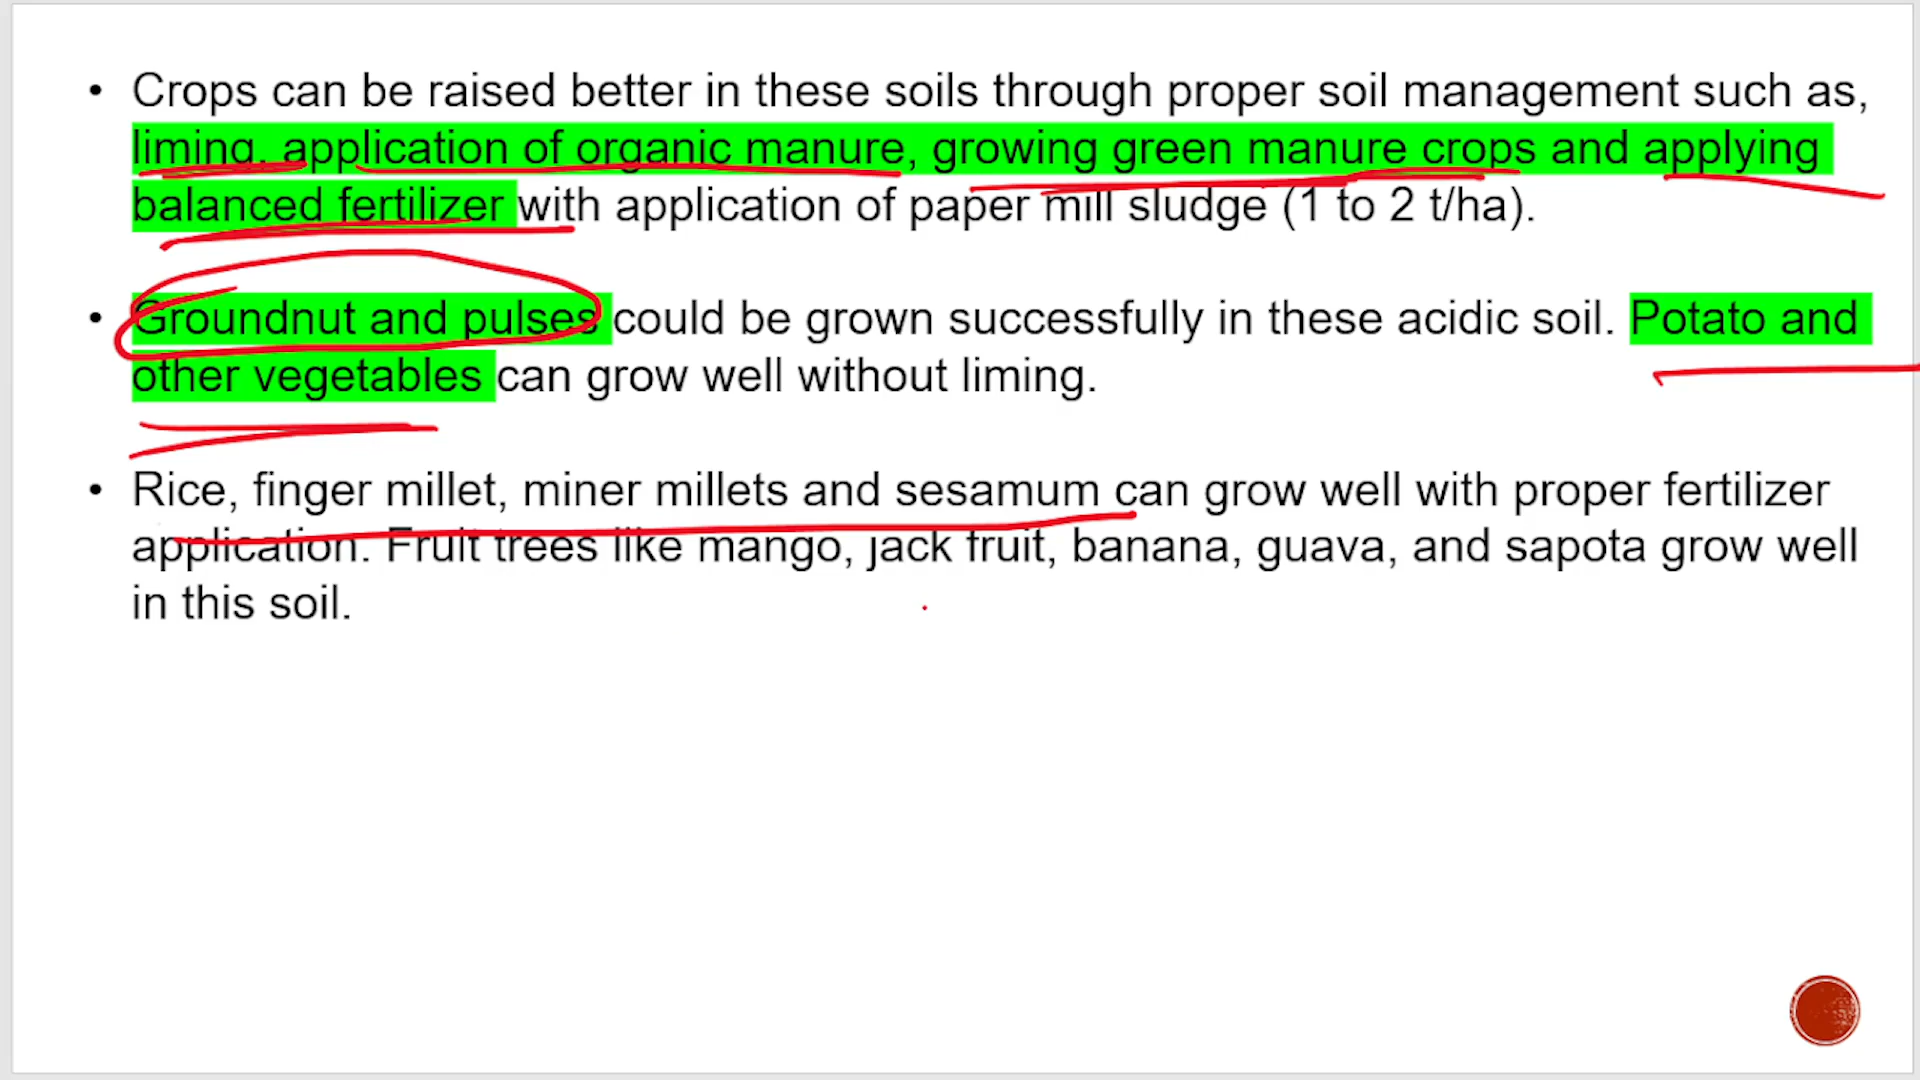 • Crops can be raised better in these soils through proper soil management such as,
liming, application of organic manure, growing green manure crops and applying
balanced fertilizer with application of paper mill sludge (1 to 2 t/ha).
• Groundnut and pulses could be grown successfully in these acidic soil. Potato and
other vegetables can grow well without liming.
• Rice, finger millet, miner millets and sesamum can grow well with proper fertilizer
application. Fruit trees like mango, jack fruit, banana, guava, and sapota grow well
in this soil.